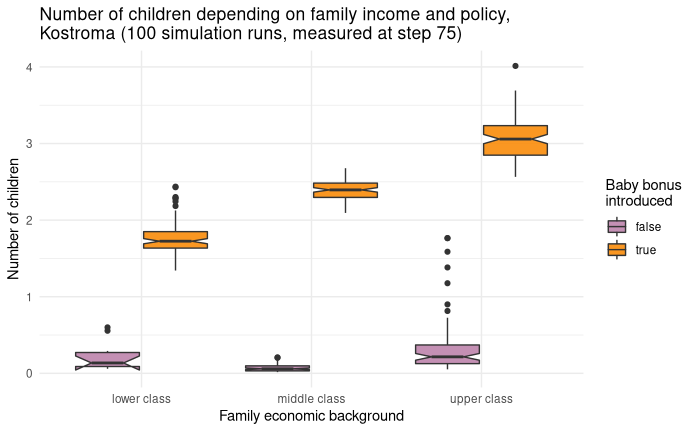 Number of children depending on family income and policy,
Kostroma (100 simulation runs, measured at step 75)
Number of children
4
3
2
1
0
lower class
middle class
upper class
Family economic background
Baby bonus
introduced
false
true